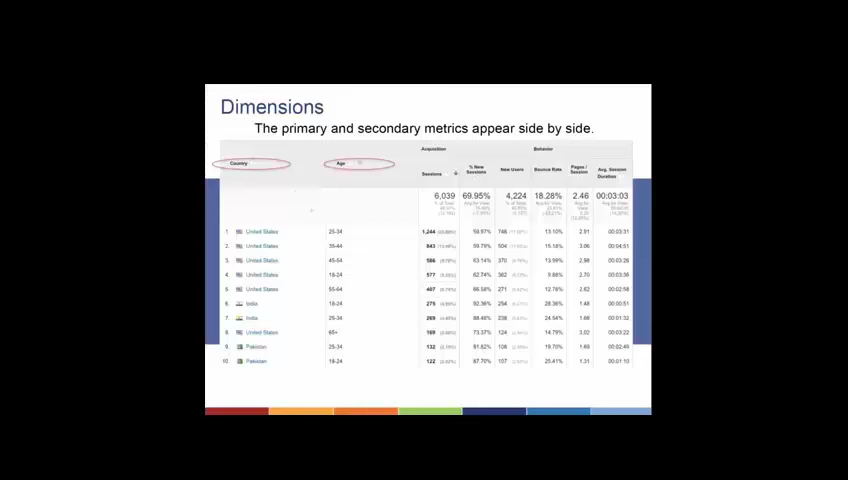 Dimensions
The primary and secondary metrics appear side by side.
Acquisition Behavior
Country Age Sessions % New Sessions New Users Bounce Rate Pages / Session Avg. Session Duration
6,039 69.95% 4,224 18.28% 2.46 00:03:03
1. United States 25-34 1,244 59.97% 746 13.10% 2.91 00:03:31
2. United States 35-44 843 59.79% 504 15.18% 3.06 00:04:51
3. United States 45-54 586 63.14% 370 13.99% 2.98 00:03:26
4. United States 18-24 577 62.74% 362 9.88% 2.70 00:03:36
5. United States 55-64 407 66.58% 271 12.78% 2.62 00:02:58
6. India 18-24 275 92.36% 254 26.36% 1.48 00:00:51
7. India 25-34 269 88.48% 238 24.54% 1.68 00:01:32
8. United States 65+ 169 73.37% 124 14.79% 3.02 00:03:22
9. Pakistan 25-34 132 81.82% 108 19.70% 1.69 00:02:49
10. Pakistan 18-24 122 87.70% 107 25.41% 1.31 00:01:10